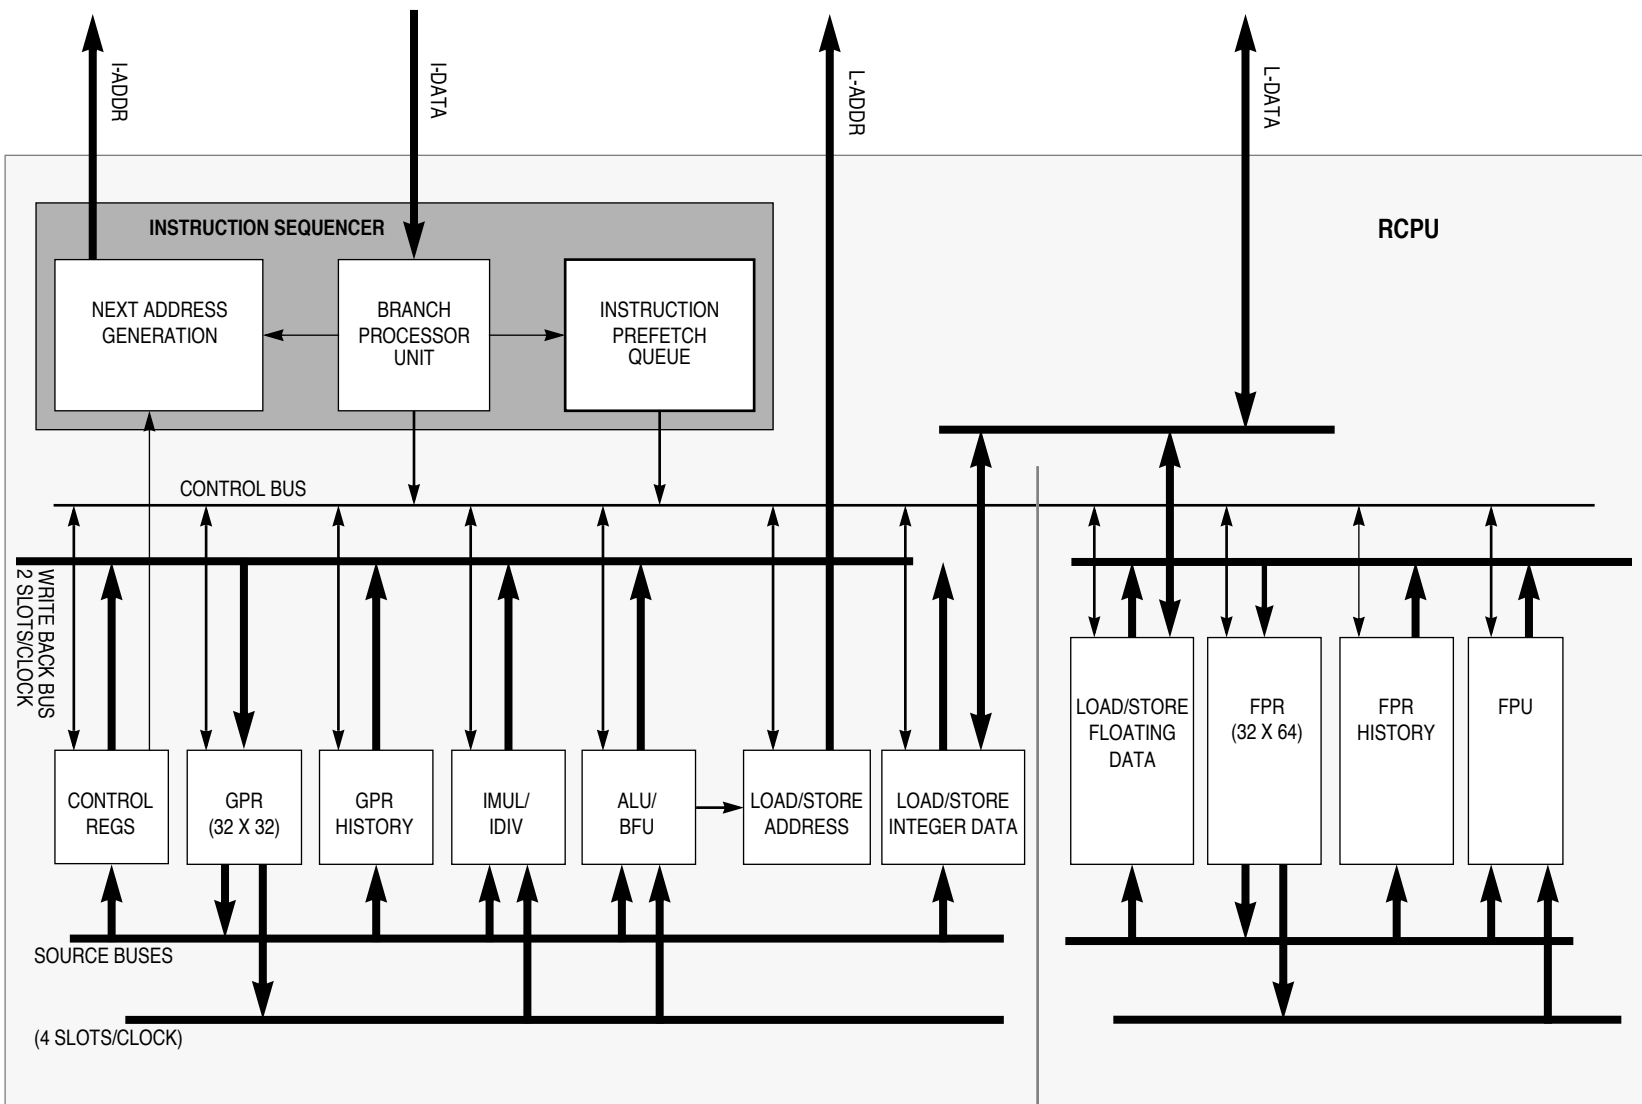 I-ADDR
I-DATA
L-ADDR
L-DATA
INSTRUCTION SEQUENCER
RCPU
NEXT ADDRESS
GENERATION
BRANCH
PROCESSOR
UNIT
INSTRUCTION
PREFETCH
QUEUE
CONTROL BUS
WRITE BACK BUS
2 SLOTS/CLOCK
CONTROL
REGS
GPR
(32 X 32)
GPR
HISTORY
IMUL/
IDIV
ALU/
BFU
LOAD/STORE
ADDRESS
LOAD/STORE
INTEGER DATA
LOAD/STORE
FLOATING
DATA
FPR
(32 X 64)
FPR
HISTORY
FPU
SOURCE BUSES
(4 SLOTS/CLOCK)